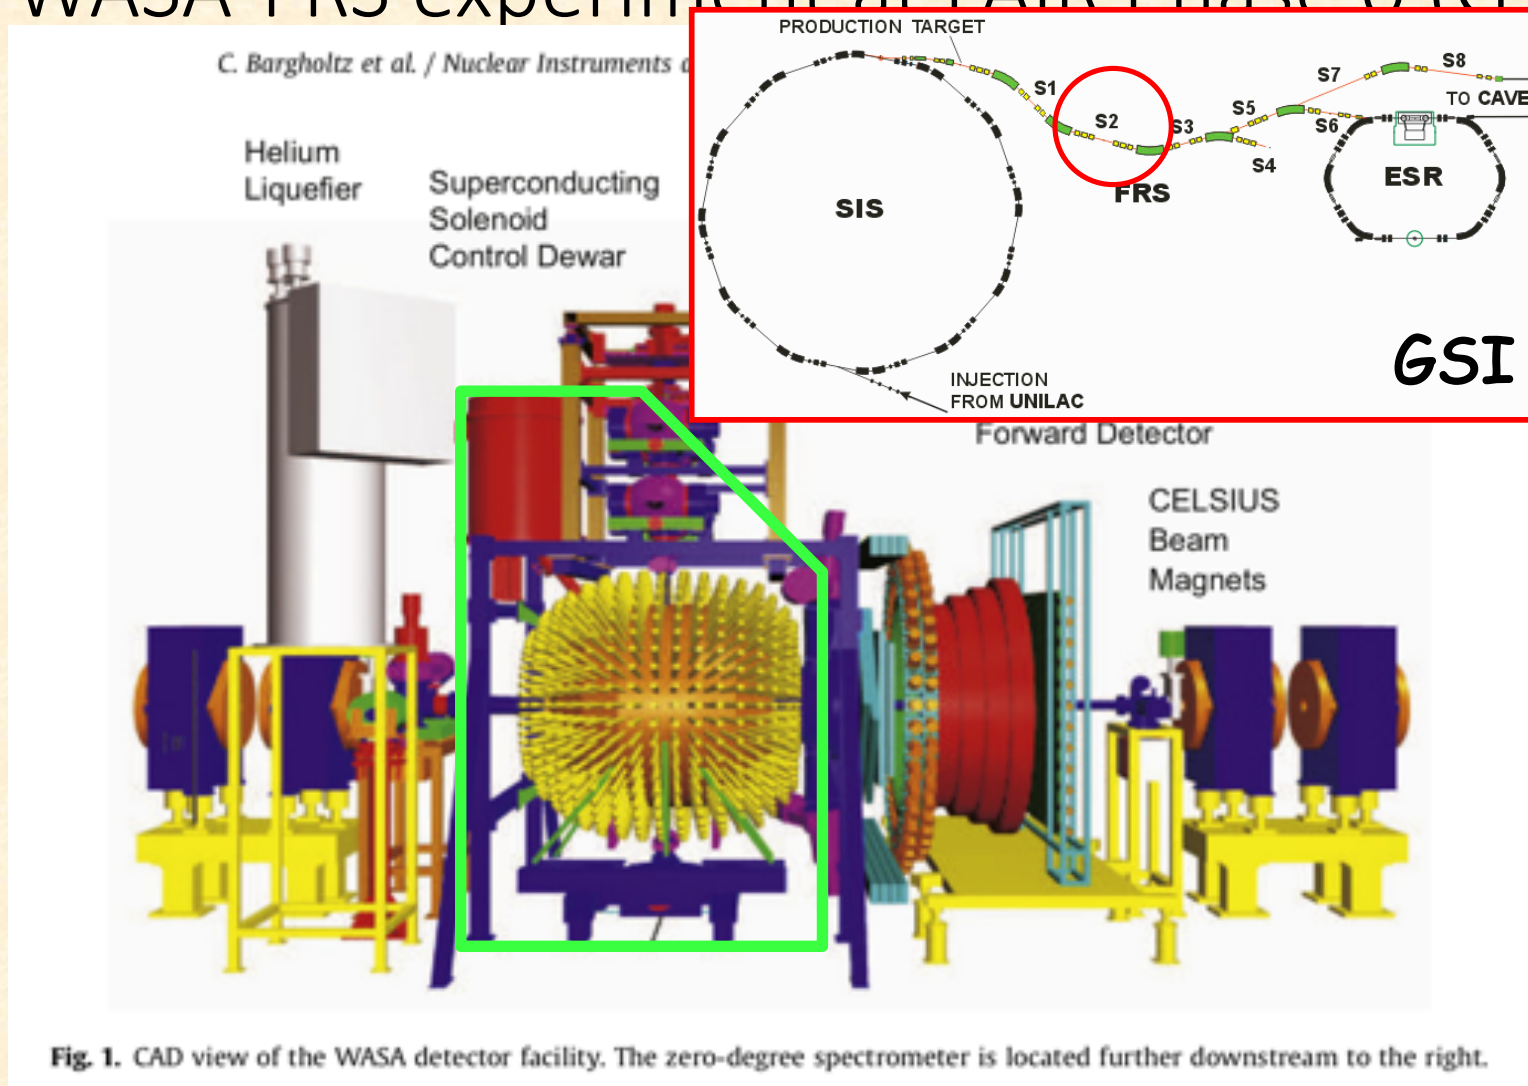 C. Bargholtz et al. / Nuclear Instruments
PRODUCTION TARGET
S1
S2
S3
S4
S5
S6
S7
S8
TO CAVE
SIS
FRS
ESR
GSI
INJECTION
FROM UNILAC
Helium
Liquefier
Superconducting
Solenoid
Control Dewar
Forward Detector
CELSIUS
Beam
Magnets
Fig. 1. CAD view of the WASA detector facility. The zero-degree spectrometer is located further downstream to the right.